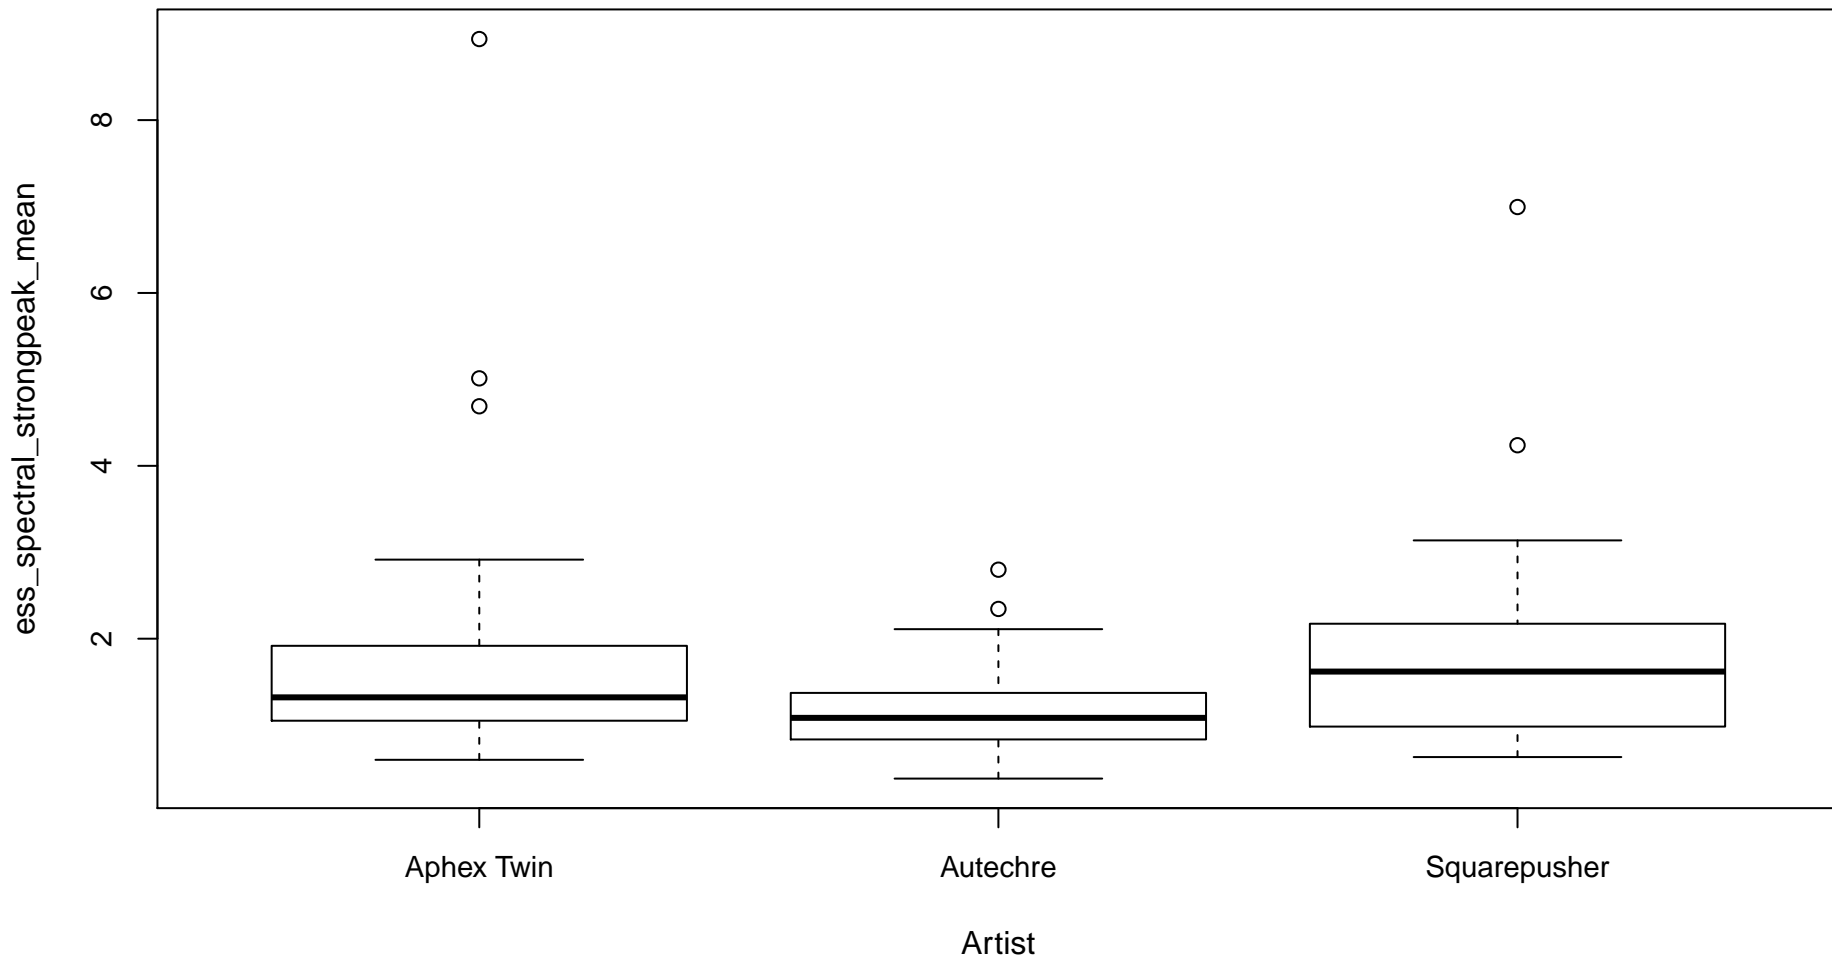 ess_spectral_strongpeak_mean
8
6
4
2
Aphex Twin
Autechre
Squarepusher
Artist